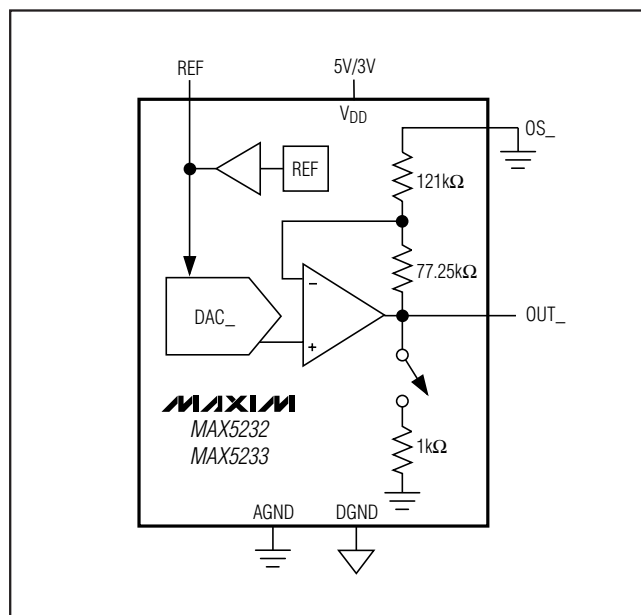 REF
5V/3V
VDD
OS_
REF
121kΩ
77.25kΩ
−
DAC_
OUT_
+
MAXIM
MAX5232
MAX5233
1kΩ
AGND
DGND